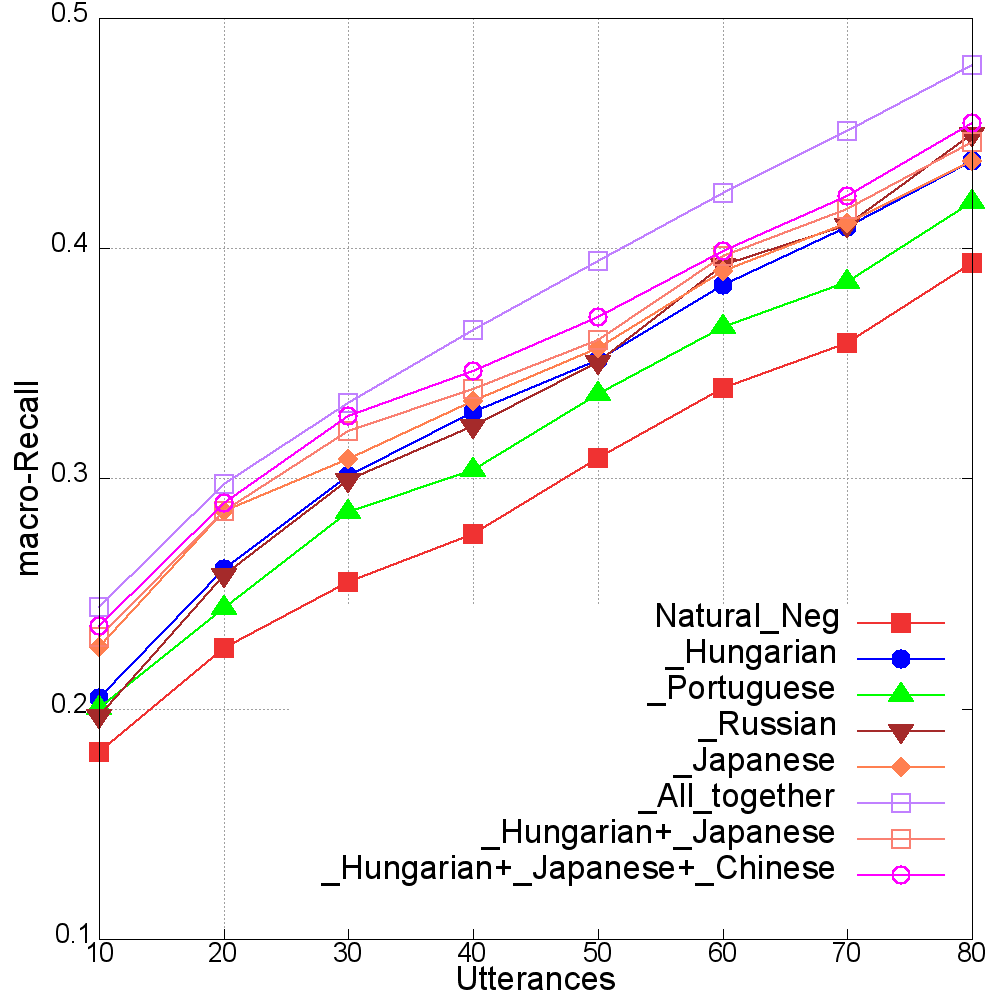 0.5
0.4
0.3
0.2
0.1
macro-Recall
Natural_Neg
_Hungarian
_Portuguese
_Russian
_Japanese
_All_together
_Hungarian+_Japanese
_Hungarian+_Japanese+_Chinese
10 20 30 40 50 60 70 80
Utterances